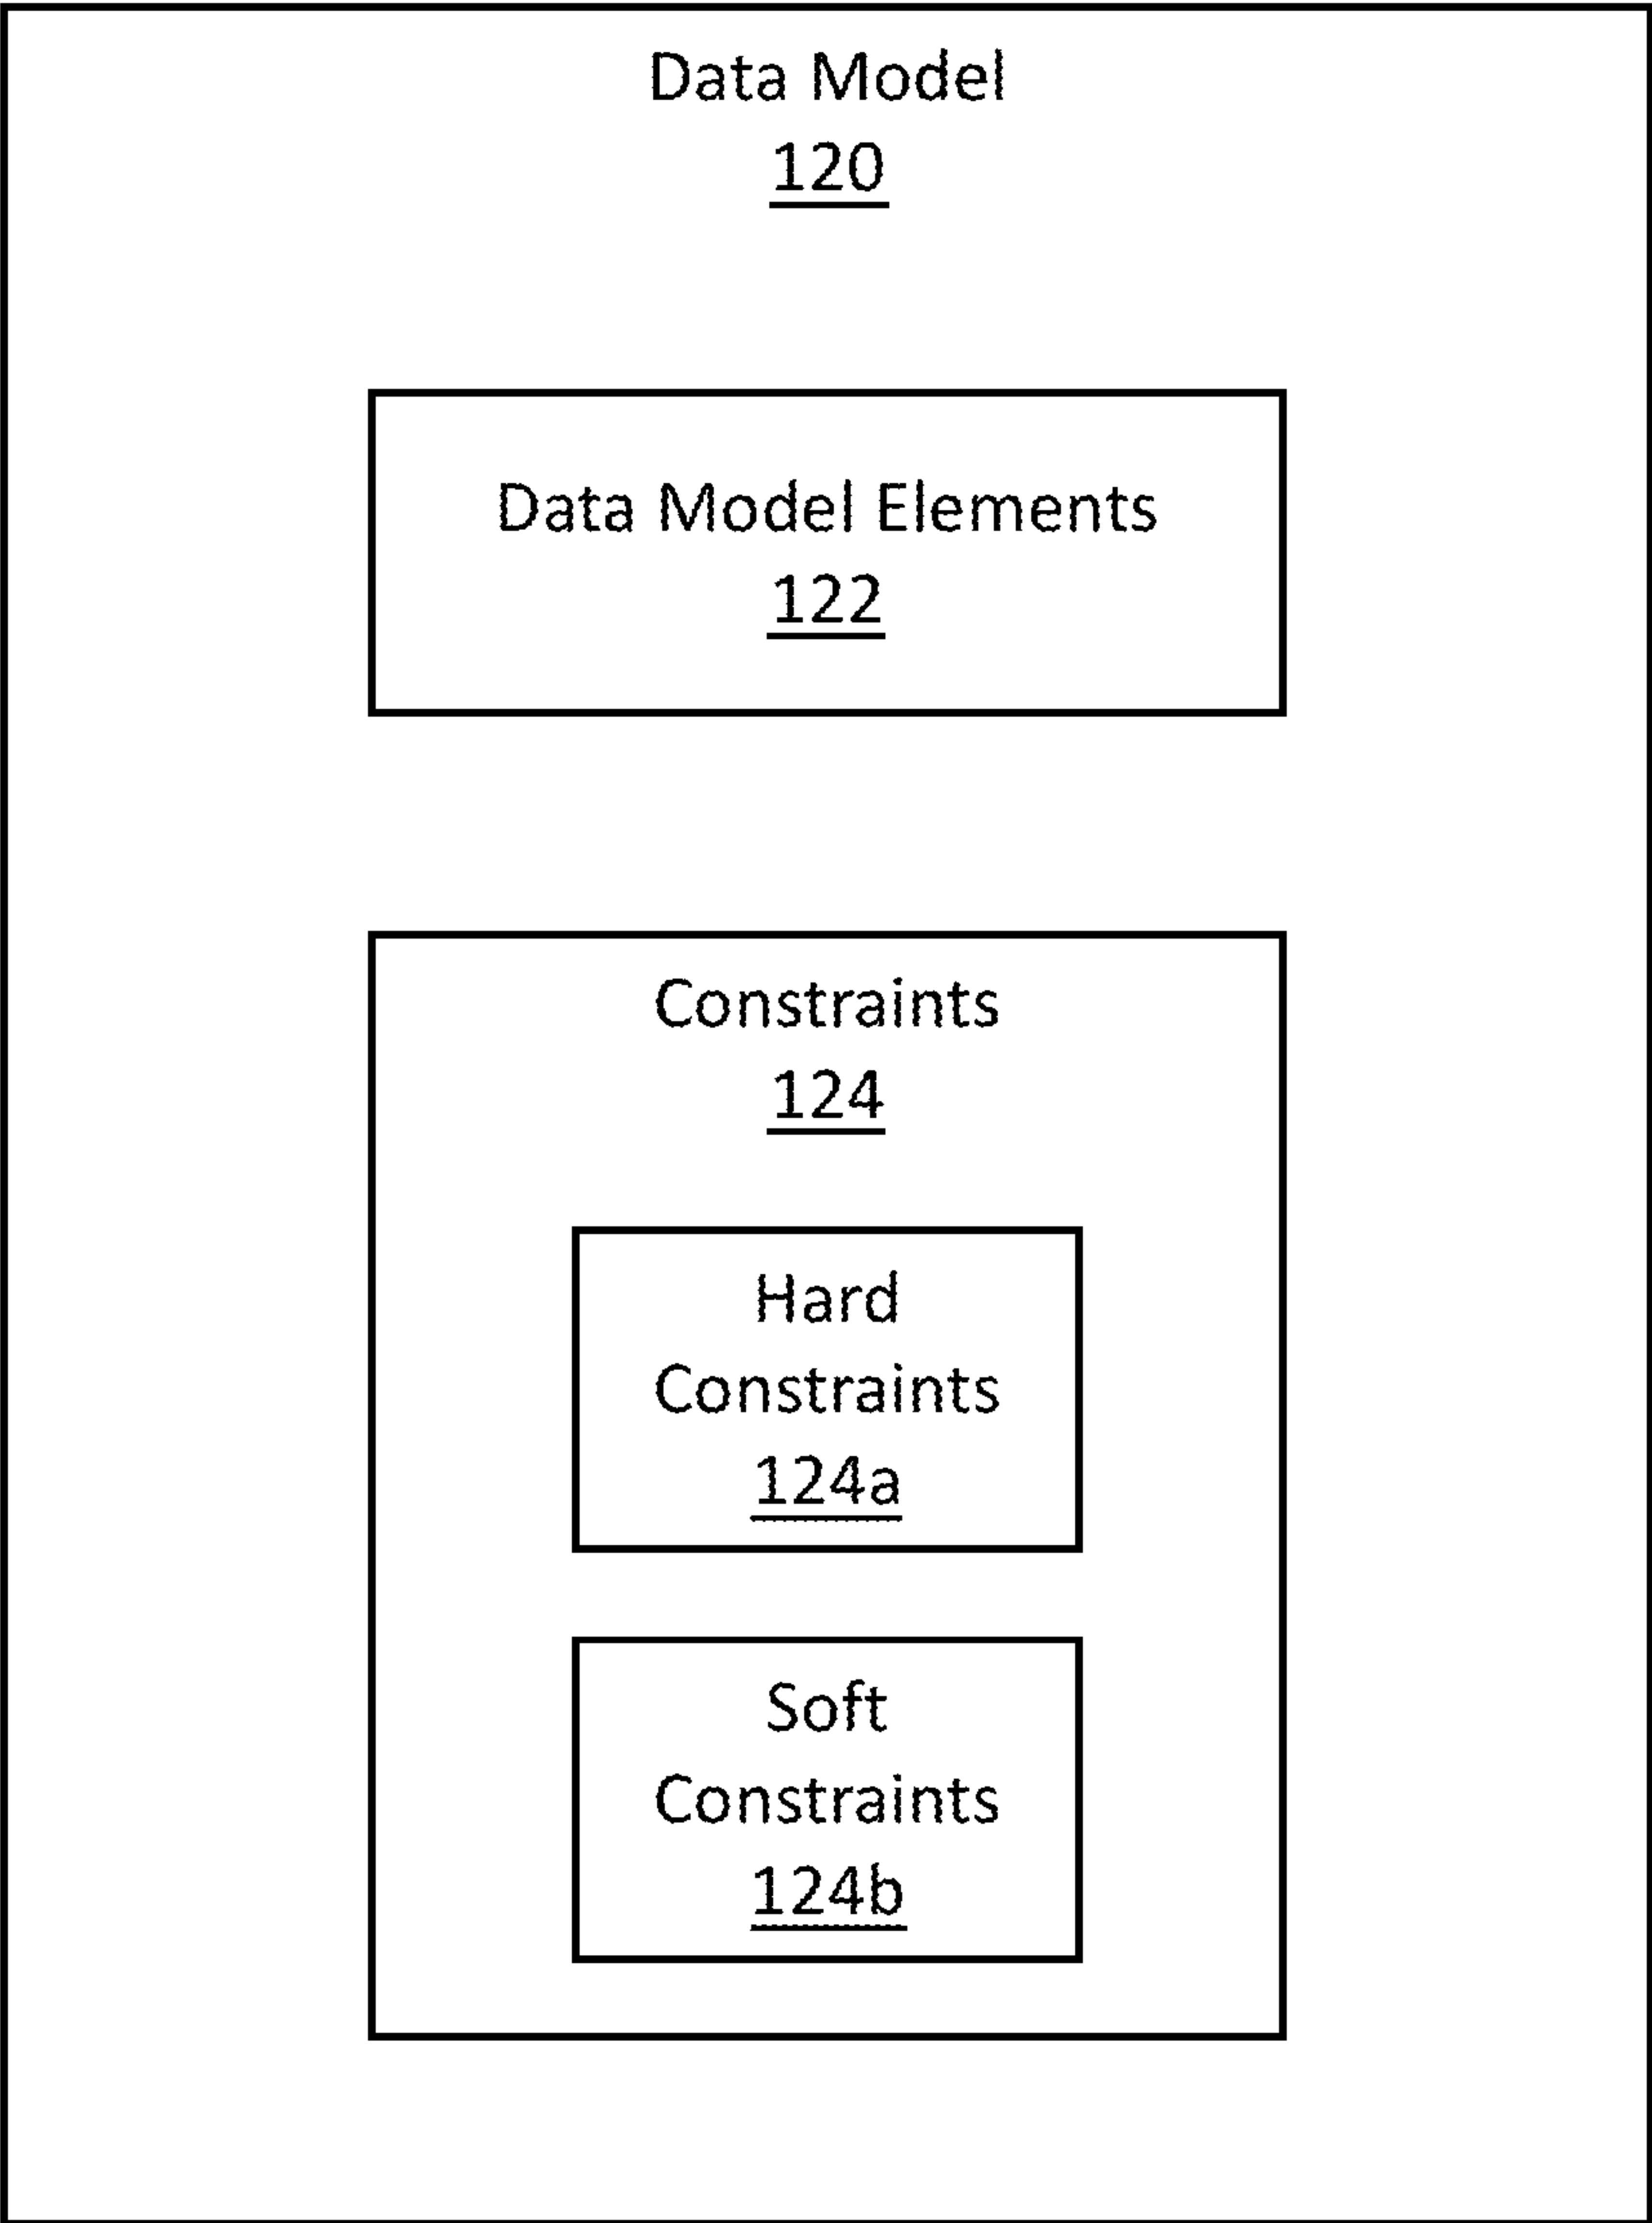 Data Model
120
Data Model Elements
122
Constraints
124
Hard
Constraints
124a
Soft
Constraints
124b